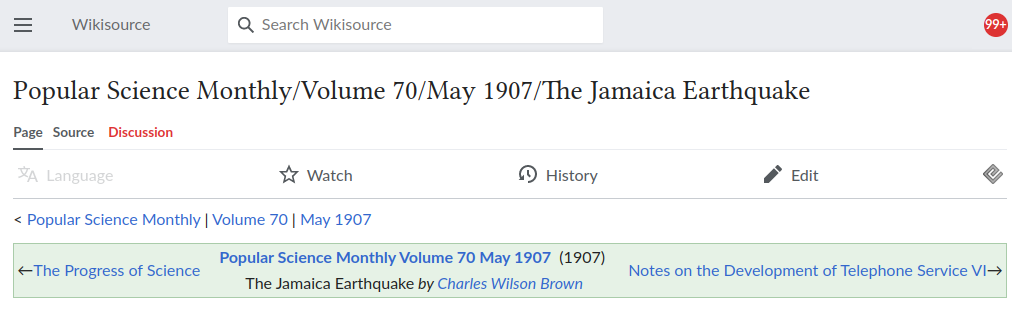 Wikisource
Search Wikisource
99+
Popular Science Monthly/Volume 70/May 1907/The Jamaica Earthquake
Page Source Discussion
Language Watch History Edit
< Popular Science Monthly | Volume 70 | May 1907
←The Progress of Science
Popular Science Monthly Volume 70 May 1907 (1907)
The Jamaica Earthquake by Charles Wilson Brown
Notes on the Development of Telephone Service VI→